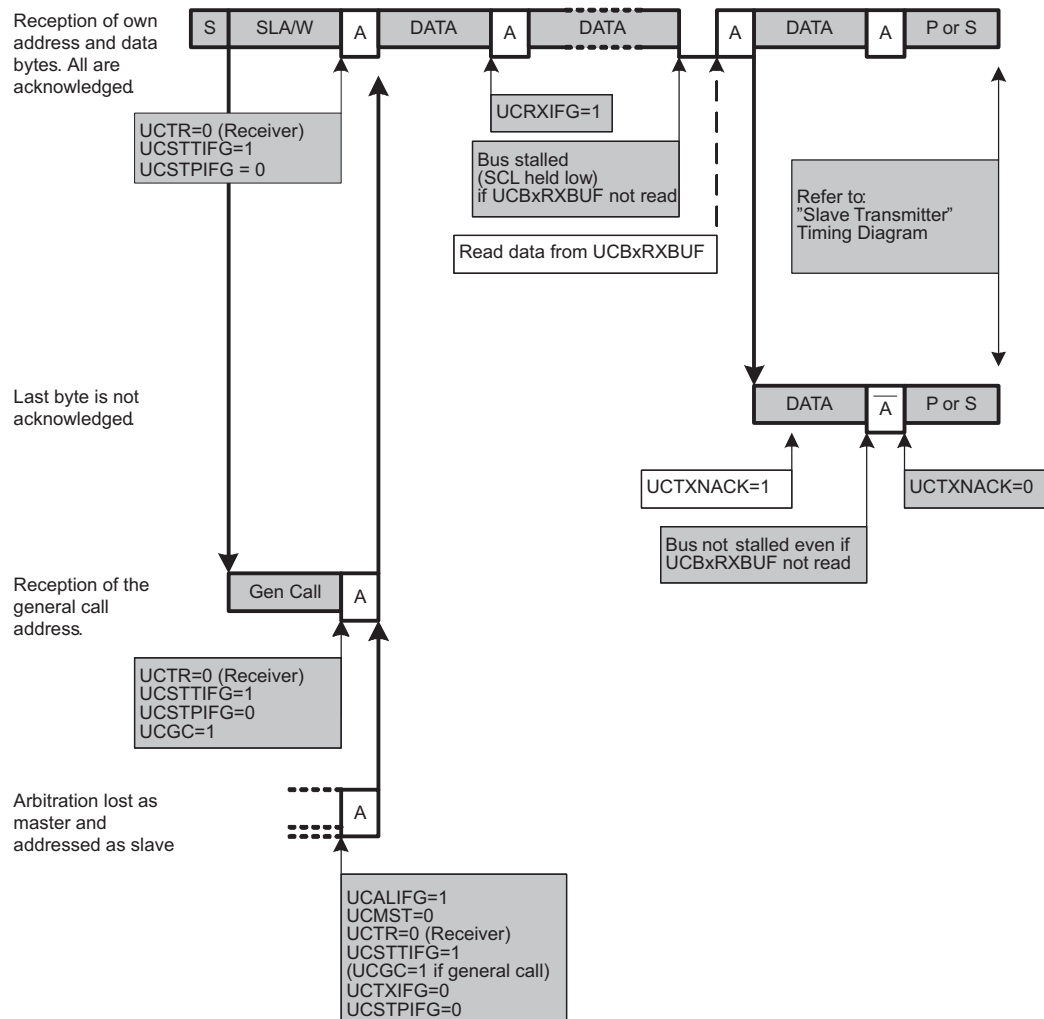 Reception of own
address and data
bytes. All are
acknowledged.
S
SLA/W
A
DATA
A
DATA
A
DATA
A
P or S
UCTR=0 (Receiver)
UCSTTIFG=1
UCSTPIFG = 0
UCRXIFG=1
Bus stalled
(SCL held low)
if UCBxRXBUF not read
Read data from UCBxRXBUF
Refer to:
”Slave Transmitter”
Timing Diagram
Last byte is not
acknowledged.
DATA
A
P or S
UCTXNACK=1
UCTXNACK=0
Bus not stalled even if
UCBxRXBUF not read
Reception of the
general call
address.
Gen Call
A
UCTR=0 (Receiver)
UCSTTIFG=1
UCSTPIFG=0
UCGC=1
Arbitration lost as
master and
addressed as slave
A
UCALIFG=1
UCMST=0
UCTR=0 (Receiver)
UCSTTIFG=1
(UCGC=1 if general call)
UCTXIFG=0
UCSTPIFG=0